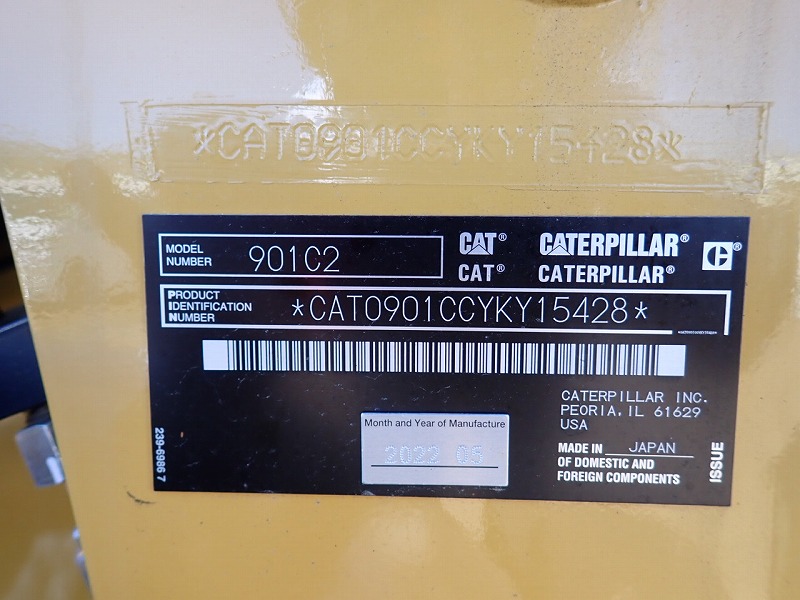 *CAT0901CCYKY15428*
MODEL NUMBER 901C2
CAT® CATERPILLAR®
CAT® CATERPILLAR®
PRODUCT IDENTIFICATION NUMBER *CAT0901CCYKY15428*
CATERPILLAR INC.
PEORIA, IL 61629
USA
Month and Year of Manufacture
2022 05
MADE IN JAPAN
OF DOMESTIC AND
FOREIGN COMPONENTS
ISSUE
239-6986 7